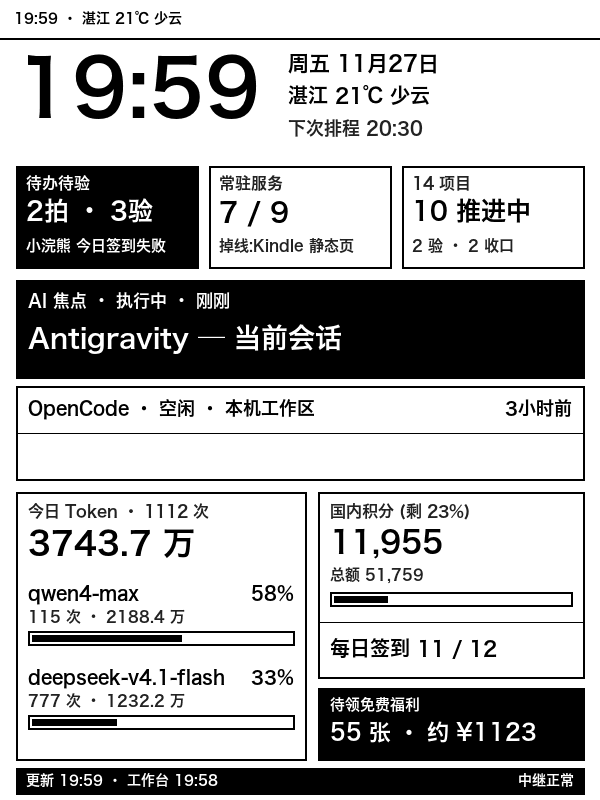 19:59 · 湛江 21℃ 少云
19:59
周五 11月27日
湛江 21℃ 少云
下次排程 20:30
待办待验
2拍 · 3验
小浣熊 今日签到失败
常驻服务
7 / 9
掉线:Kindle 静态页
14 项目
10 推进中
2 验 · 2 收口
AI 焦点 · 执行中 · 刚刚
Antigravity — 当前会话
OpenCode · 空闲 · 本机工作区 3小时前
今日 Token · 1112 次
3743.7 万
qwen4-max 58%
115 次 · 2188.4 万
deepseek-v4.1-flash 33%
777 次 · 1232.2 万
国内积分 (剩 23%)
11,955
总额 51,759
每日签到 11 / 12
待领免费福利
55 张 · 约 ¥1123
更新 19:59 · 工作台 19:58 中继正常